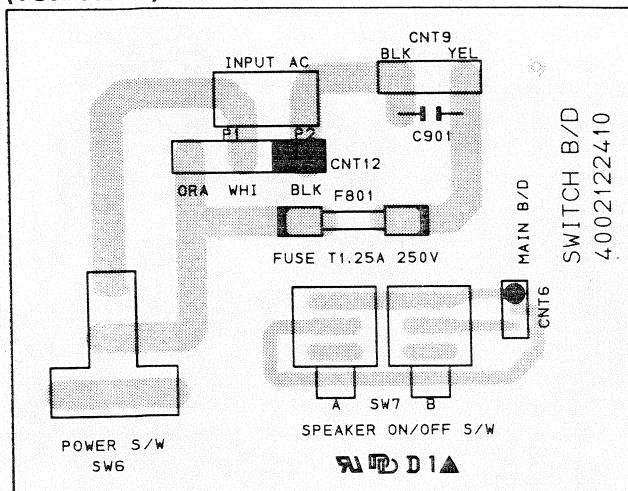 CNT9
BLK YEL
INPUT AC
C901
P1 P2
CNT12
ORA WHI BLK
F801
FUSE T1.25A 250V
MAIN B/D
CNT6
SWITCH B/D
4002122410
A SW7 B
SPEAKER ON/OFF S/W
POWER S/W
SW6